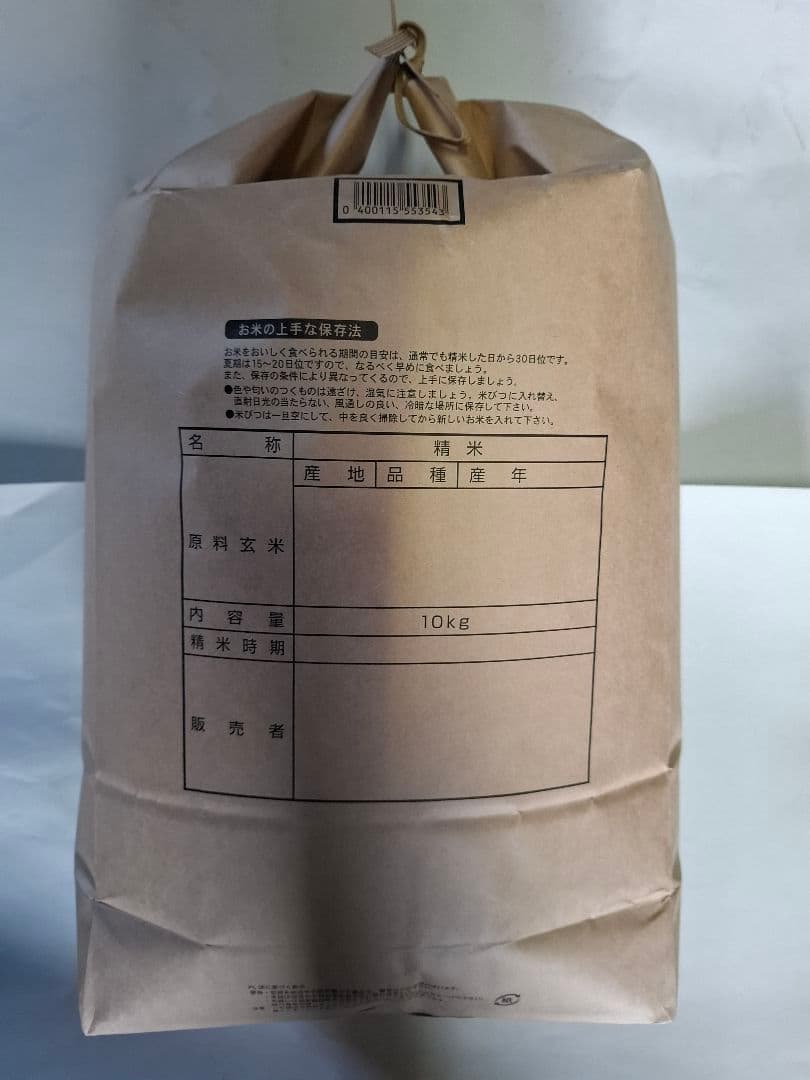 0 400115 553543
お米の上手な保存法
お米をおいしく食べられる期間の目安は、通常でも精米した日から30日位です。
夏期は15〜20日位ですので、なるべく早めに食べましょう。
また、保存の条件により異なってくるので、上手に保存しましょう。
●色や匂いのつくものは遠ざけ、湿気に注意しましょう。米びつに入れ替え、
直射日光の当たらない、風通しの良い、冷暗な場所に保存して下さい。
●米びつは一旦空にして、中を良く掃除してから新しいお米を入れて下さい。
名 称 精 米
産 地 品 種 産 年
原料玄米
内 容 量 10kg
精米時期
販 売 者
紙